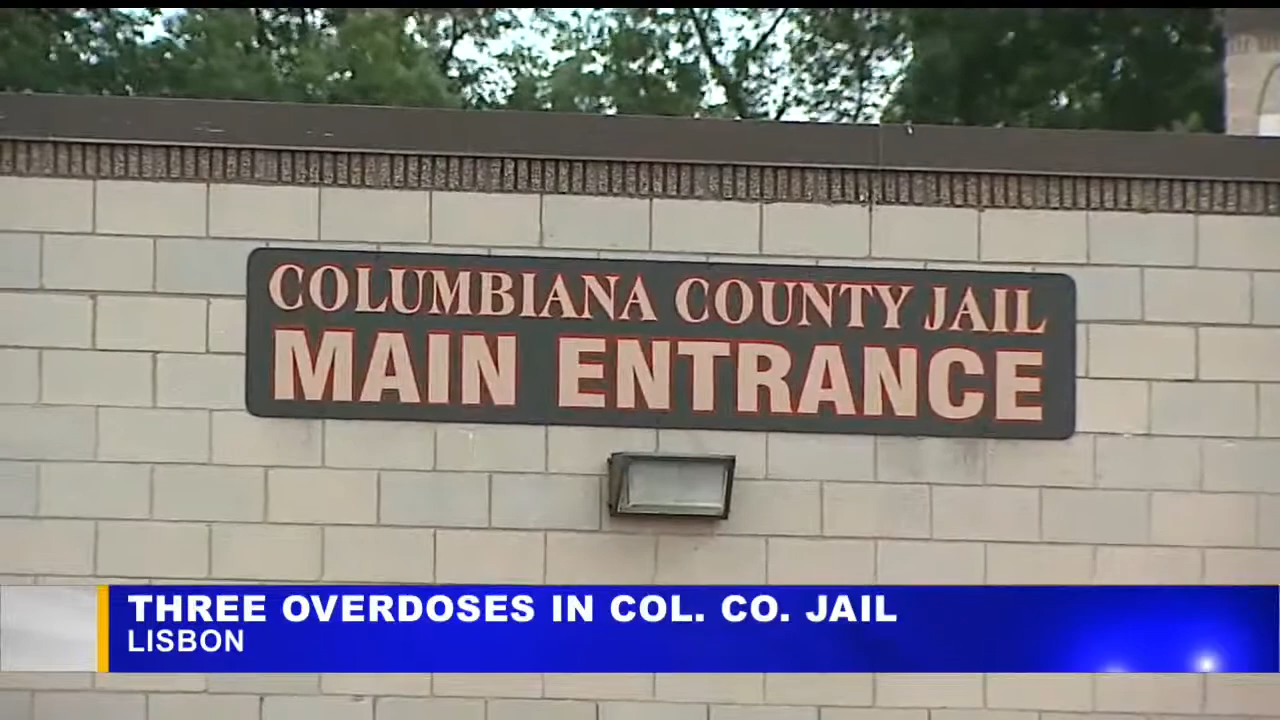 COLUMBIANA COUNTY JAIL
MAIN ENTRANCE
THREE OVERDOSES IN COL. CO. JAIL
LISBON